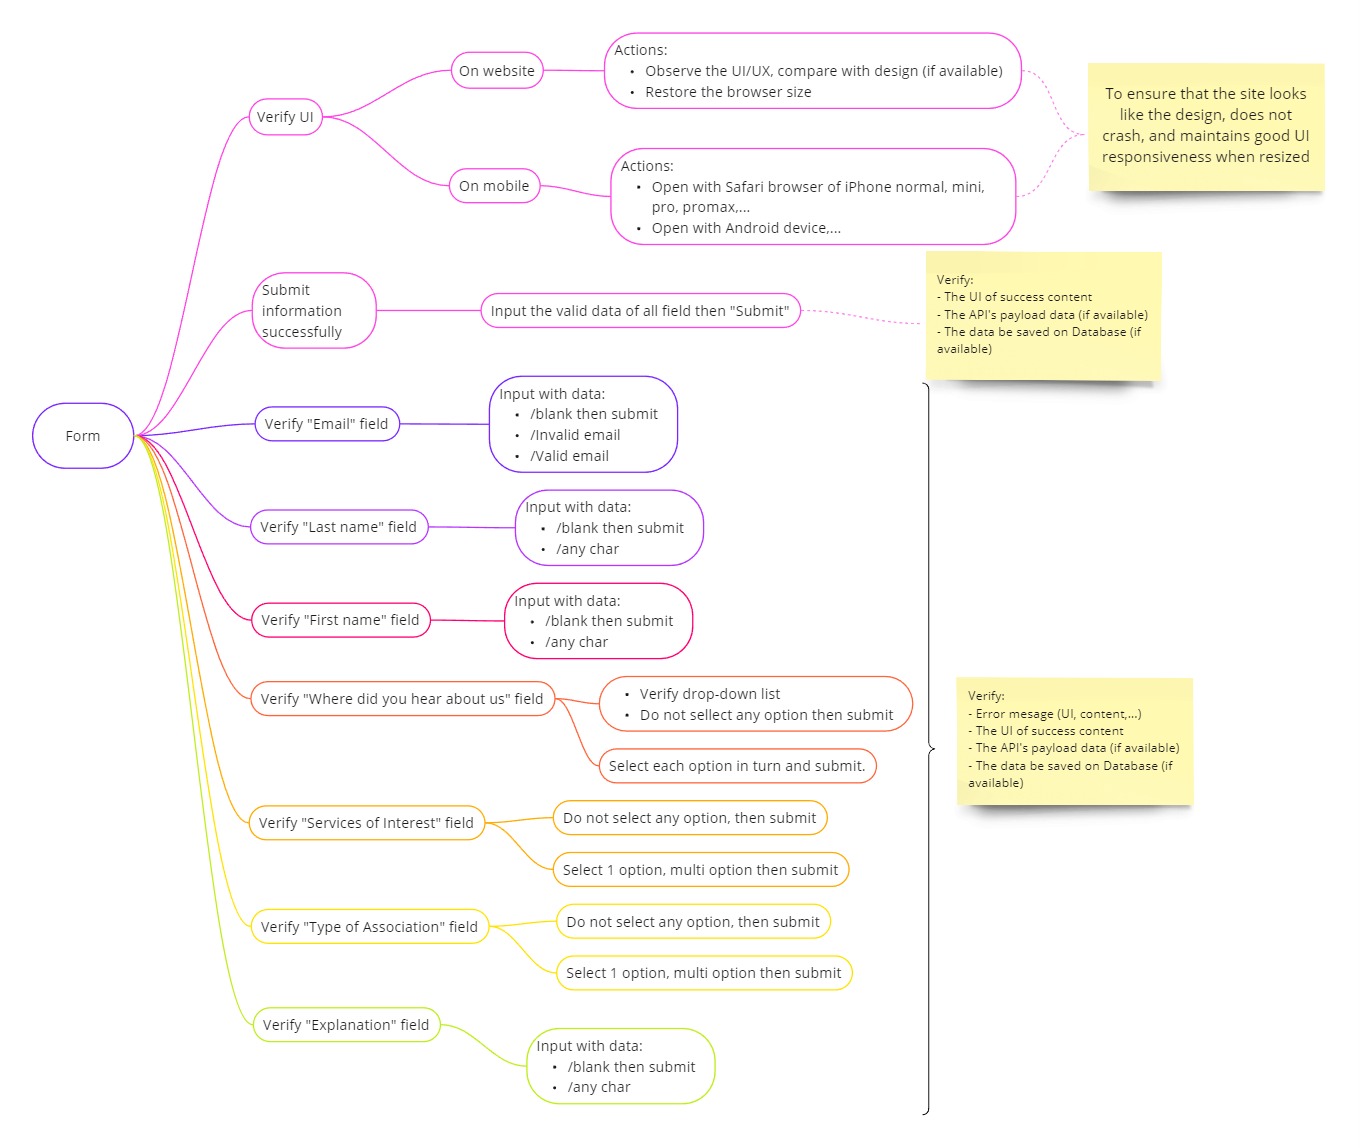 Form
Verify UI
On website
Actions:
• Observe the UI/UX, compare with design (if available)
• Restore the browser size
On mobile
Actions:
• Open with Safari browser of iPhone normal, mini,
pro, promax,...
• Open with Android device,...
To ensure that the site looks
like the design, does not
crash, and maintains good UI
responsiveness when resized
Submit
information
successfully
Input the valid data of all field then "Submit"
Verify:
- The UI of success content
- The API's payload data (if available)
- The data be saved on Database (if
available)
Verify "Email" field
Input with data:
• /blank then submit
• /Invalid email
• /Valid email
Verify "Last name" field
Input with data:
• /blank then submit
• /any char
Verify "First name" field
Input with data:
• /blank then submit
• /any char
Verify "Where did you hear about us" field
• Verify drop-down list
• Do not sellect any option then submit
Select each option in turn and submit.
Verify "Services of Interest" field
Do not select any option, then submit
Select 1 option, multi option then submit
Verify "Type of Association" field
Do not select any option, then submit
Select 1 option, multi option then submit
Verify "Explanation" field
Input with data:
• /blank then submit
• /any char
Verify:
- Error mesage (UI, content,...)
- The UI of success content
- The API's payload data (if available)
- The data be saved on Database (if
available)